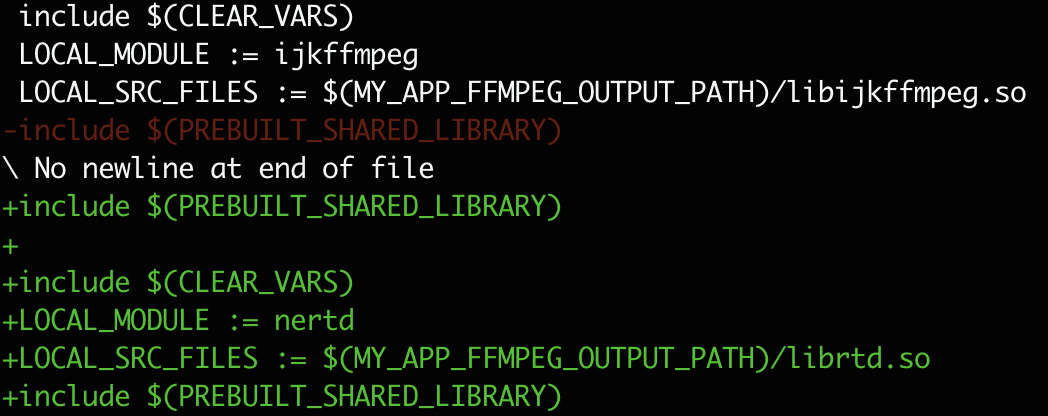 include $(CLEAR_VARS)
LOCAL_MODULE := ijkffmpeg
LOCAL_SRC_FILES := $(MY_APP_FFMPEG_OUTPUT_PATH)/libijkffmpeg.so
-include $(PREBUILT_SHARED_LIBRARY)
\ No newline at end of file
+include $(PREBUILT_SHARED_LIBRARY)
+
+include $(CLEAR_VARS)
+LOCAL_MODULE := nertd
+LOCAL_SRC_FILES := $(MY_APP_FFMPEG_OUTPUT_PATH)/librtd.so
+include $(PREBUILT_SHARED_LIBRARY)